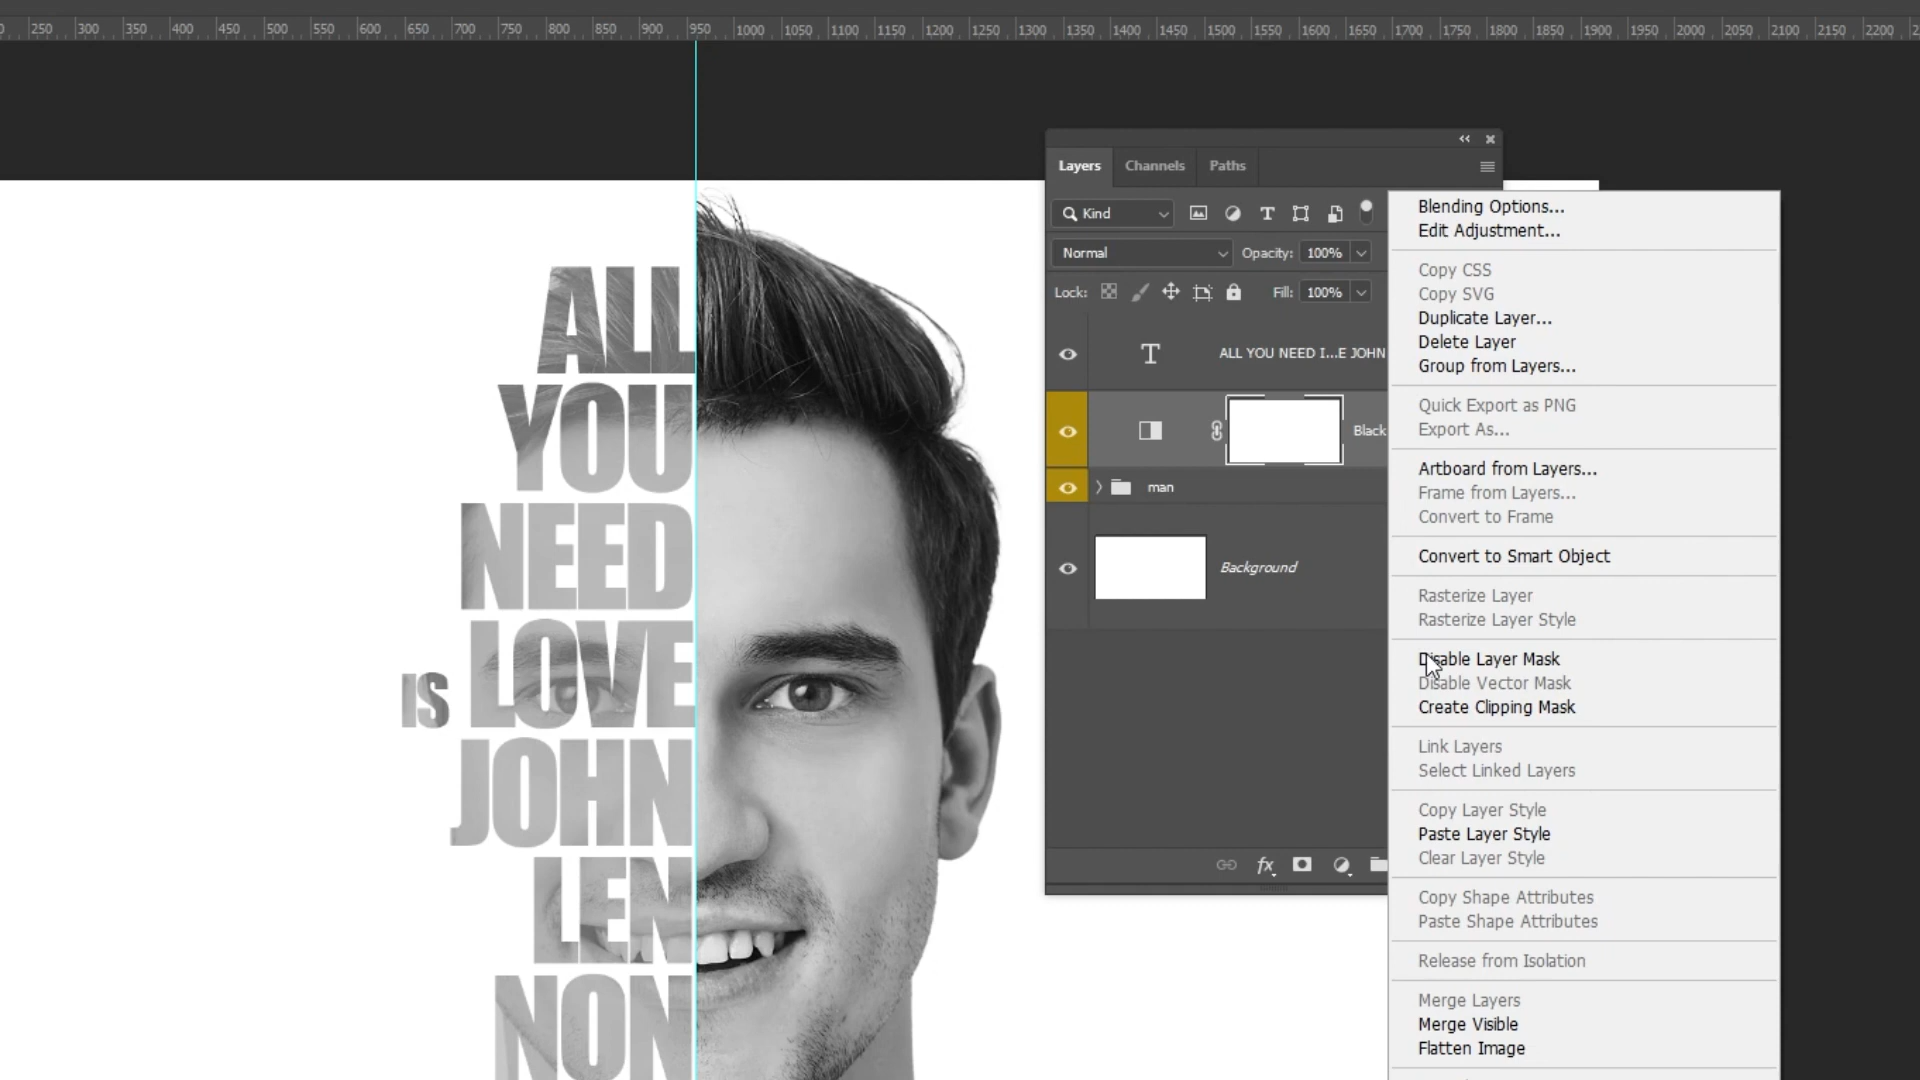 250 300 350 400 450 500 550 600 650 700 750 800 850 900 950 1000 1050 1100 1150 1200 1250 1300 1350 1400 1450 1500 1550 1600 1650 1700 1750 1800 1850 1900 1950 2000 2050 2100 2150 2200
Layers Channels Paths
Kind
Normal Opacity: 100%
Lock: Fill: 100%
ALL YOU NEED I...E JOHN
Black
man
Background
fx
ALL
YOU
NEED
IS LOVE
JOHN
LEN
NON
Blending Options...
Edit Adjustment...
Copy CSS
Copy SVG
Duplicate Layer...
Delete Layer
Group from Layers...
Quick Export as PNG
Export As...
Artboard from Layers...
Frame from Layers...
Convert to Frame
Convert to Smart Object
Rasterize Layer
Rasterize Layer Style
Disable Layer Mask
Disable Vector Mask
Create Clipping Mask
Link Layers
Select Linked Layers
Copy Layer Style
Paste Layer Style
Clear Layer Style
Copy Shape Attributes
Paste Shape Attributes
Release from Isolation
Merge Layers
Merge Visible
Flatten Image